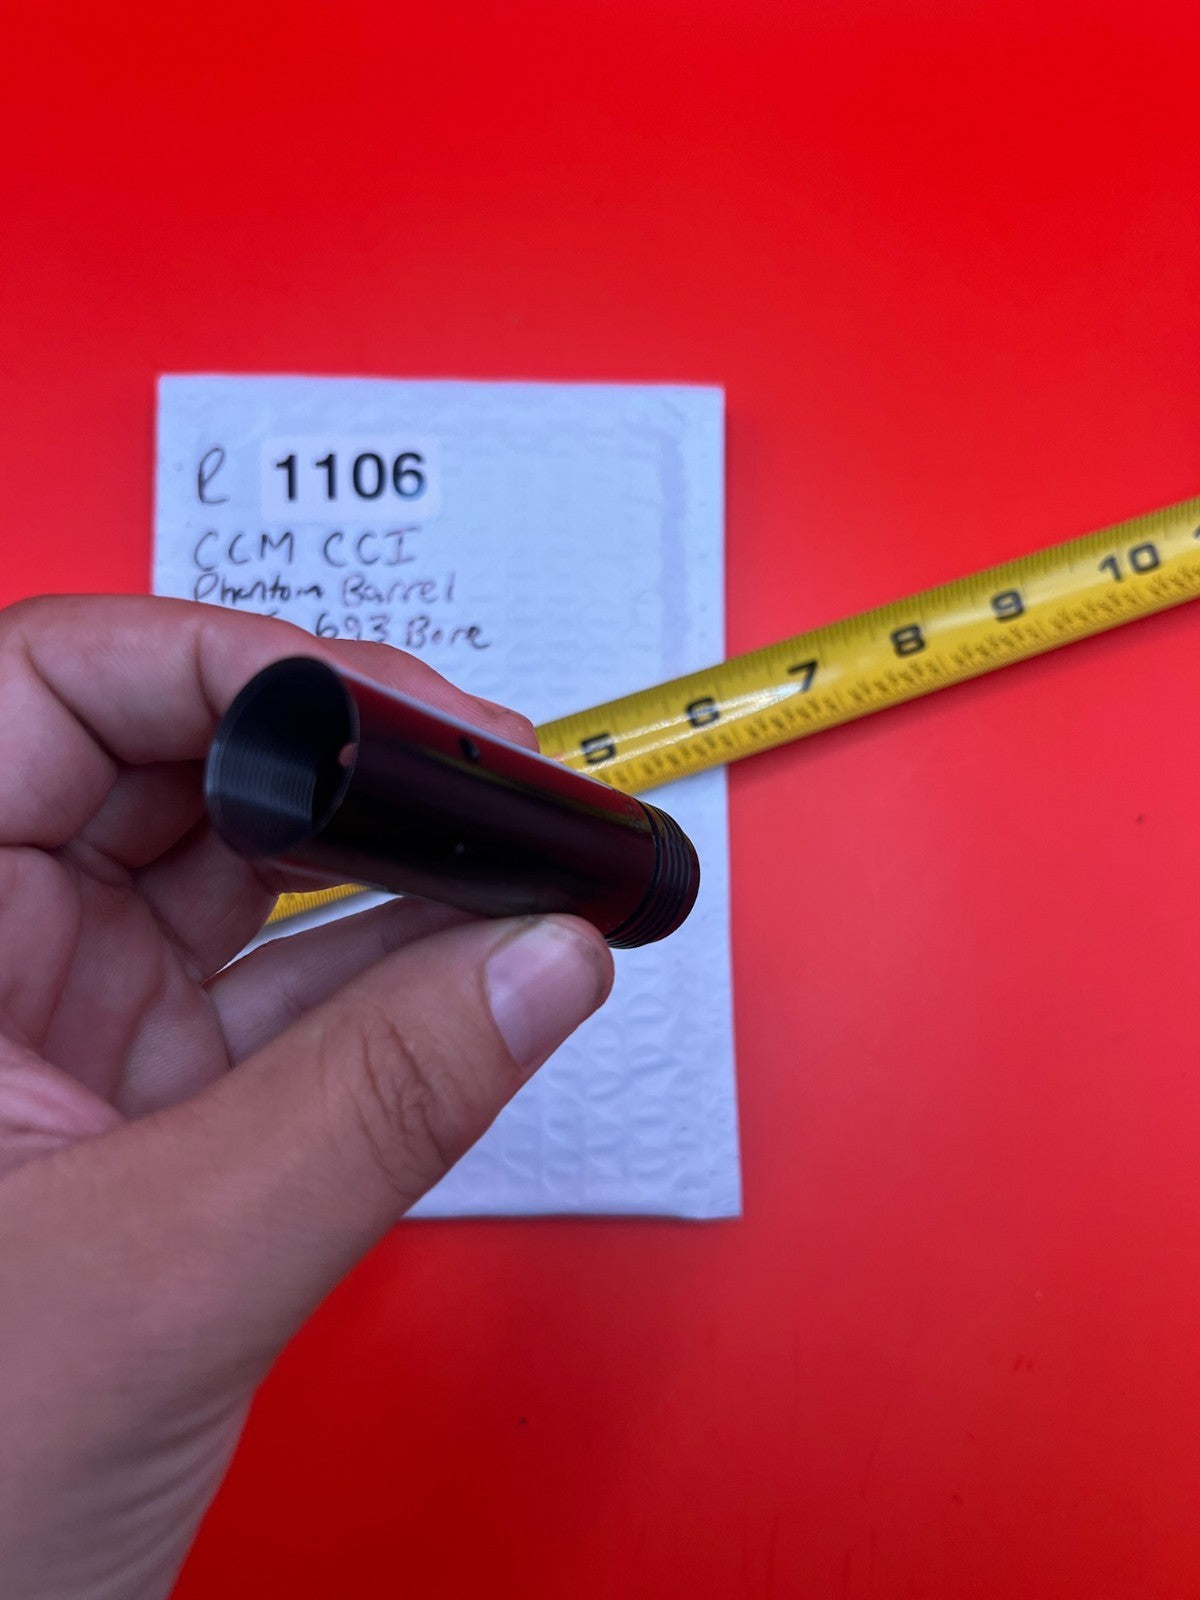 R 1106
CCM CCI
Phantom Barrel
.693 Bore
5 6 7 8 9 10